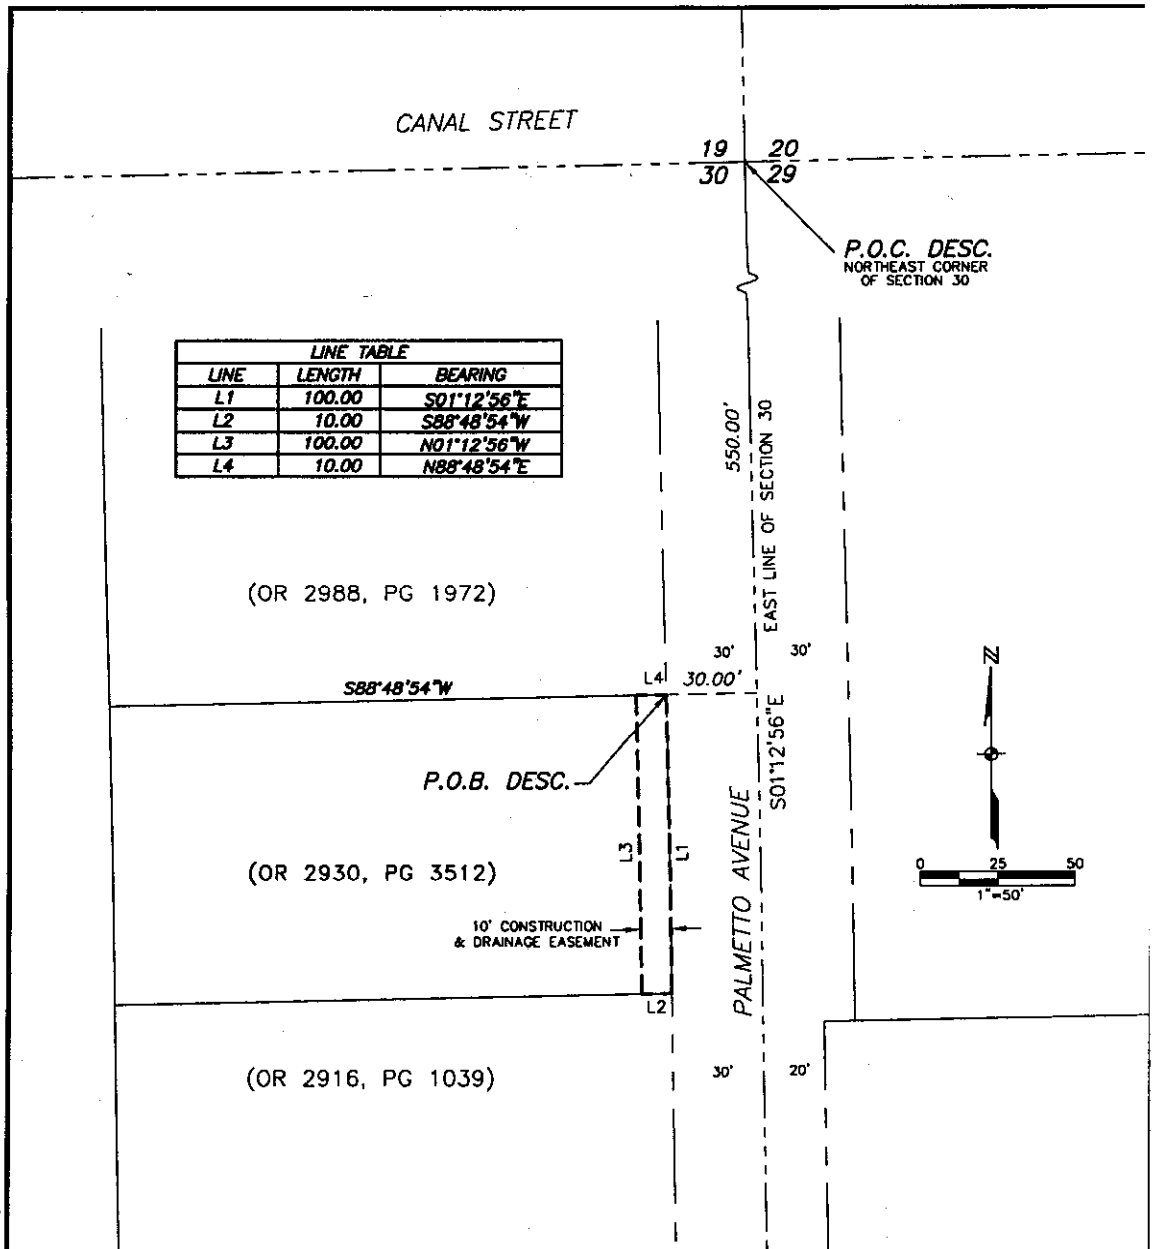 CANAL STREET
19 20
30 29
P.O.C. DESC.
NORTHEAST CORNER
OF SECTION 30
LINE TABLE
LINE LENGTH BEARING
L1 100.00 S01°12'56"E
L2 10.00 S88°48'54"W
L3 100.00 N01°12'56"W
L4 10.00 N88°48'54"E
550.00'
EAST LINE OF SECTION 30
(OR 2988, PG 1972)
30' 30'
N
S88°48'54"W
L4 30.00'
S01°12'56"E
P.O.B. DESC.
PALMETTO AVENUE
L3
L1
(OR 2930, PG 3512)
0 25 50
1"=50'
10' CONSTRUCTION
& DRAINAGE EASEMENT
L2
(OR 2916, PG 1039)
30' 20'